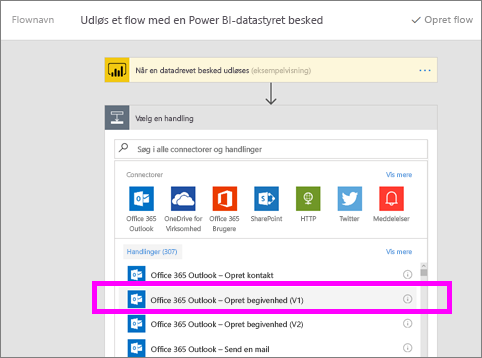 Flownavn Udløs et flow med en Power BI-datastyret besked Opret flow
Når en datadrevet besked udløses (eksempelvisning)
Vælg en handling
Søg i alle connectorer og handlinger
Connectorer Vis mere
Office 365 Outlook
OneDrive for Virksomhed
Office 365 Brugere
SharePoint
HTTP
Twitter
Meddelelser
Handlinger (307) Vis mere
Office 365 Outlook – Opret kontakt
Office 365 Outlook – Opret begivenhed (V1)
Office 365 Outlook – Opret begivenhed (V2)
Office 365 Outlook – Send en mail